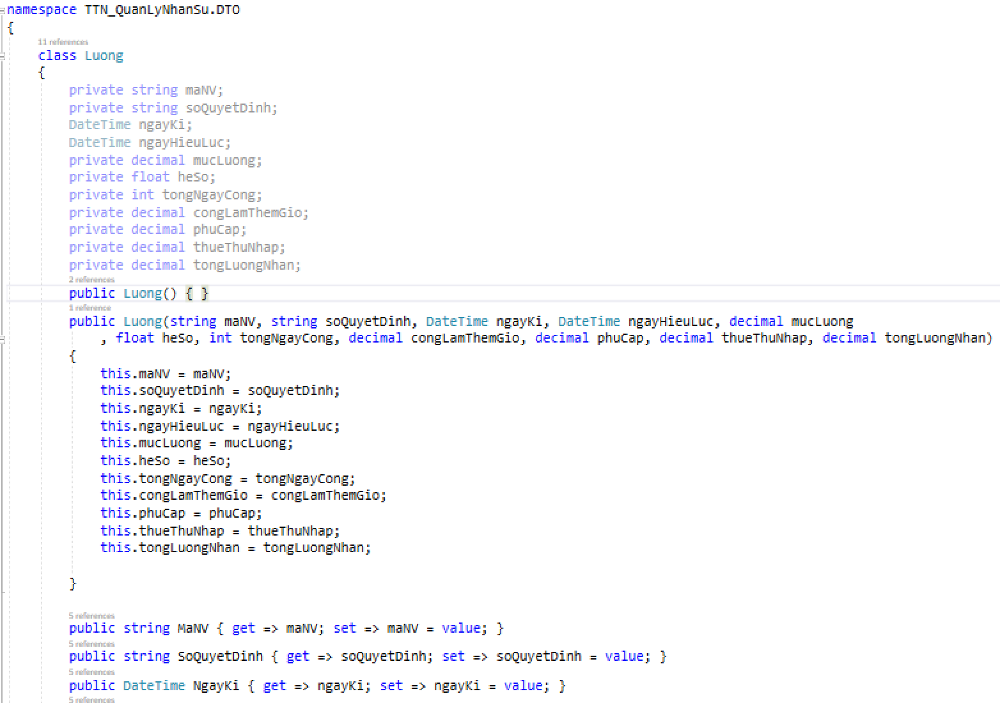 namespace TTN_QuanLyNhanSu.DTO
{
11 references
class Luong
{
private string maNV;
private string soQuyetDinh;
DateTime ngayKi;
DateTime ngayHieuLuc;
private decimal mucLuong;
private float heSo;
private int tongNgayCong;
private decimal congLamThemGio;
private decimal phuCap;
private decimal thueThuNhap;
private decimal tongLuongNhan;
2 references
public Luong() { }
1 reference
public Luong(string maNV, string soQuyetDinh, DateTime ngayKi, DateTime ngayHieuLuc, decimal mucLuong
, float heSo, int tongNgayCong, decimal congLamThemGio, decimal phuCap, decimal thueThuNhap, decimal tongLuongNhan)
{
this.maNV = maNV;
this.soQuyetDinh = soQuyetDinh;
this.ngayKi = ngayKi;
this.ngayHieuLuc = ngayHieuLuc;
this.mucLuong = mucLuong;
this.heSo = heSo;
this.tongNgayCong = tongNgayCong;
this.congLamThemGio = congLamThemGio;
this.phuCap = phuCap;
this.thueThuNhap = thueThuNhap;
this.tongLuongNhan = tongLuongNhan;
}
5 references
public string MaNV { get => maNV; set => maNV = value; }
5 references
public string SoQuyetDinh { get => soQuyetDinh; set => soQuyetDinh = value; }
5 references
public DateTime NgayKi { get => ngayKi; set => ngayKi = value; }
5 references